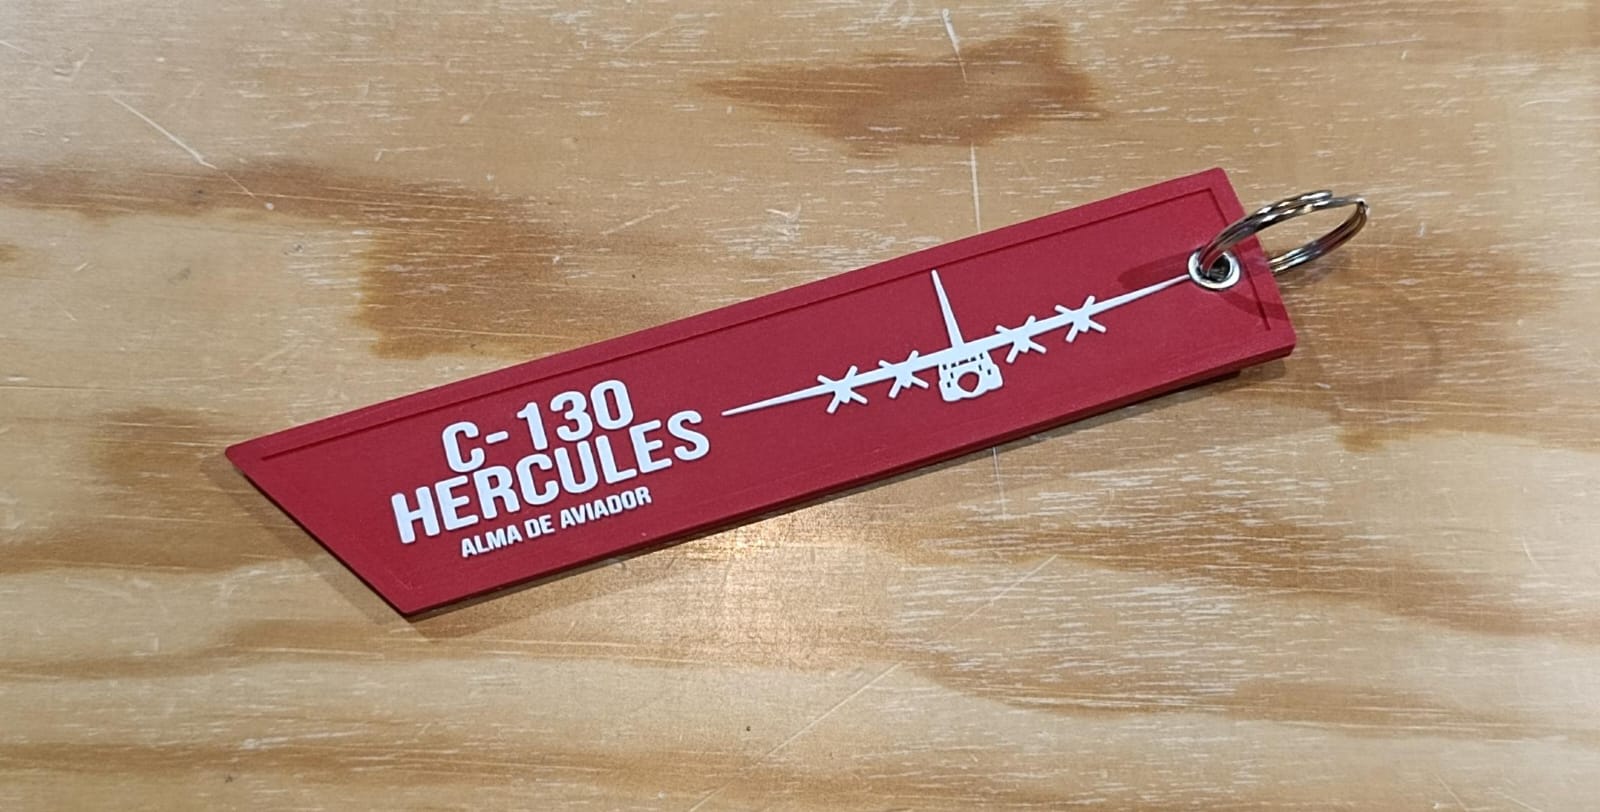 C-130
HERCULES
ALMA DE AVIADOR